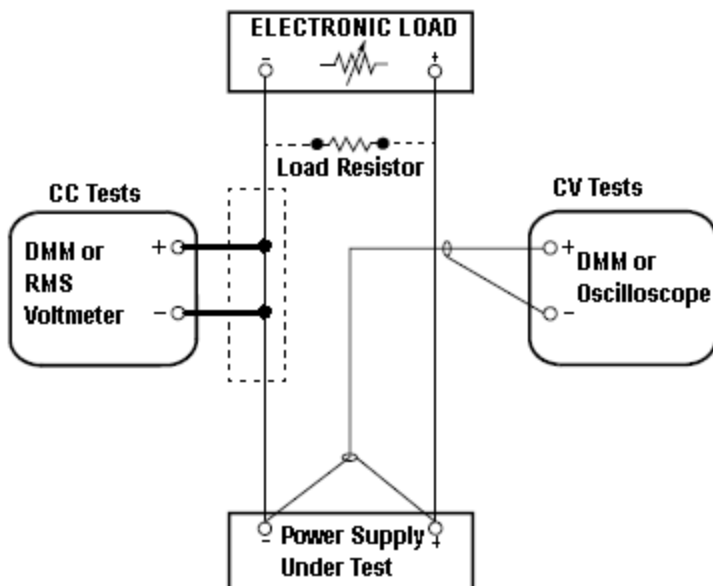 ELECTRONIC LOAD
- +
Load Resistor
CC Tests
DMM or
RMS
Voltmeter
+
-
CV Tests
+
-
DMM or
Oscilloscope
- Power Supply +
Under Test